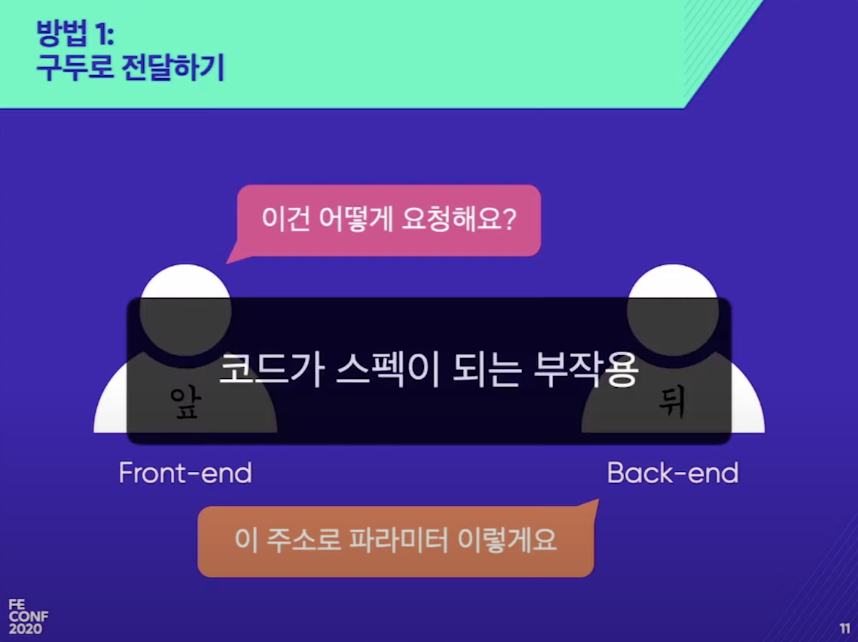 방법 1:
구두로 전달하기
이건 어떻게 요청해요?
코드가 스펙이 되는 부작용
앞
뒤
Front-end
Back-end
이 주소로 파라미터 이렇게요
FE
CONF
2020
11